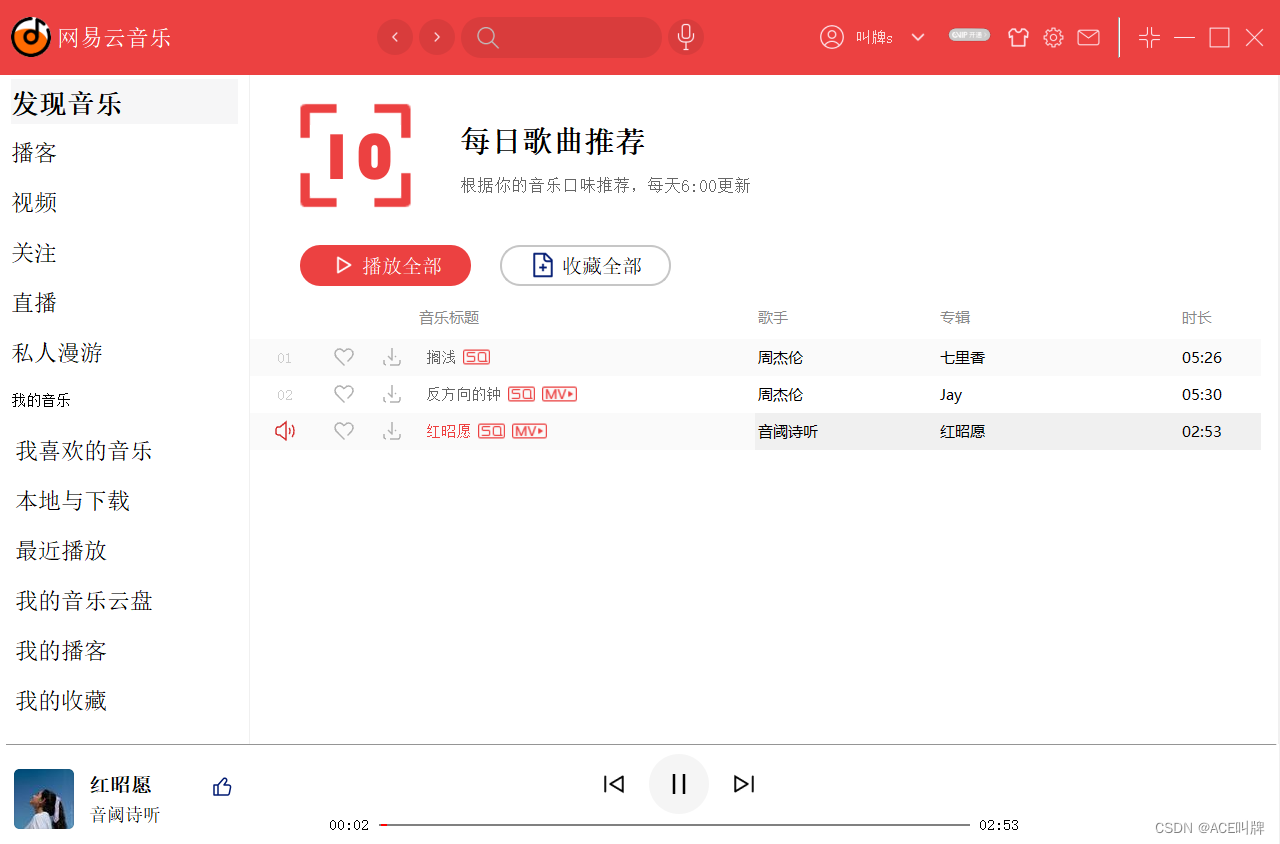 网易云音乐
叫牌s
发现音乐
播客
视频
关注
直播
私人漫游
我的音乐
我喜欢的音乐
本地与下载
最近播放
我的音乐云盘
我的播客
我的收藏
10
每日歌曲推荐
根据你的音乐口味推荐，每天6:00更新
播放全部 收藏全部
音乐标题 歌手 专辑 时长
01 搁浅 SQ 周杰伦 七里香 05:26
02 反方向的钟 SQ MV 周杰伦 Jay 05:30
红昭愿 SQ MV 音阈诗听 红昭愿 02:53
红昭愿
音阈诗听
00:02 02:53
CSDN @ACE叫牌